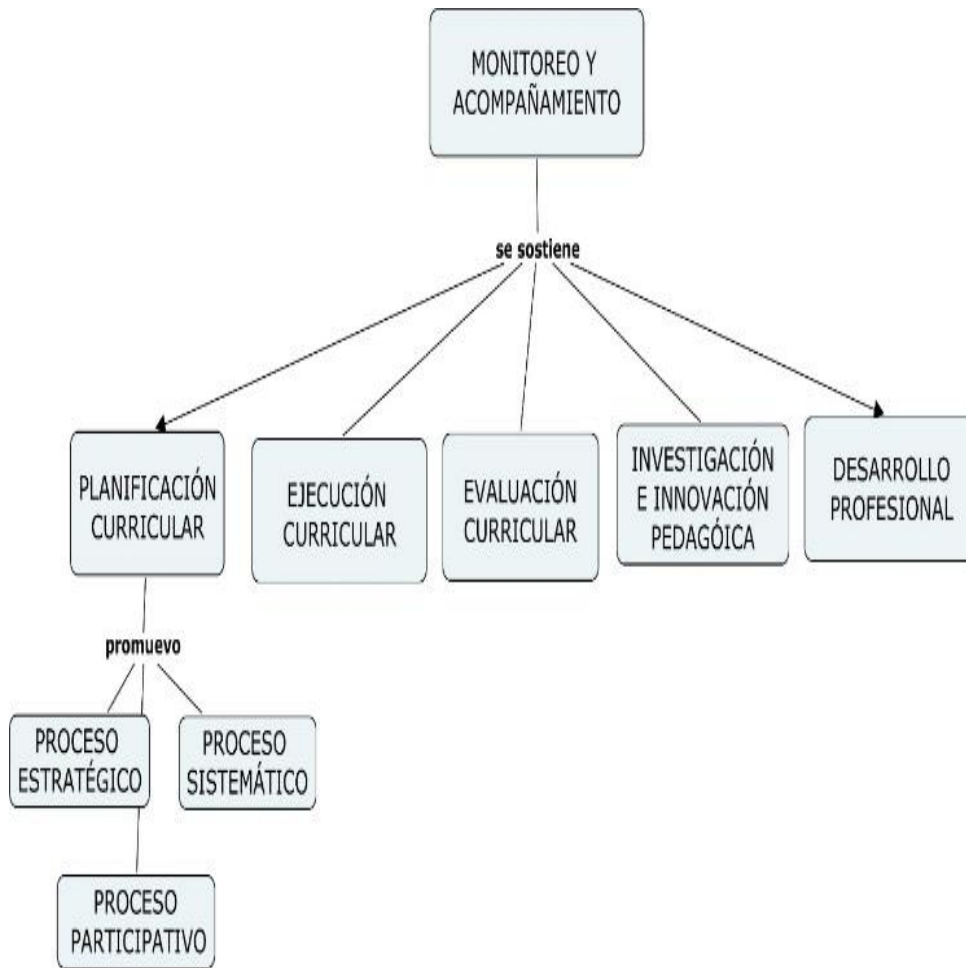 MONITOREO Y
ACOMPAÑAMIENTO
se sostiene
PLANIFICACIÓN
CURRICULAR
EJECUCIÓN
CURRICULAR
EVALUACIÓN
CURRICULAR
INVESTIGACIÓN
E INNOVACIÓN
PEDAGÓICA
DESARROLLO
PROFESIONAL
promuevo
PROCESO
ESTRATÉGICO
PROCESO
SISTEMÁTICO
PROCESO
PARTICIPATIVO